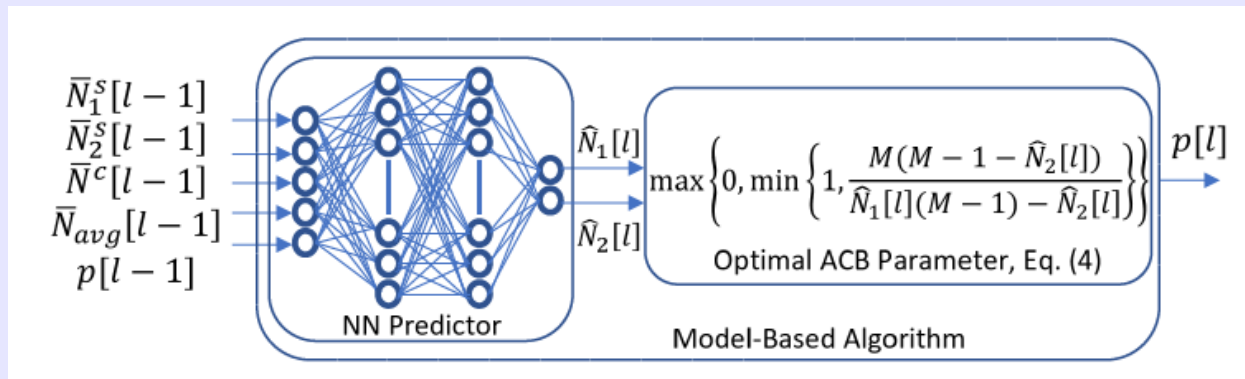 N̅₁ˢ[l − 1]
N̅₂ˢ[l − 1]
N̅ᶜ[l − 1]
N̅ₐᵥg[l − 1]
p[l − 1]
NN Predictor
N̂₁[l]
N̂₂[l]
max{0, min{1, M(M − 1 − N̂₂[l]) / N̂₁[l](M − 1) − N̂₂[l]}}
Optimal ACB Parameter, Eq. (4)
p[l]
Model-Based Algorithm